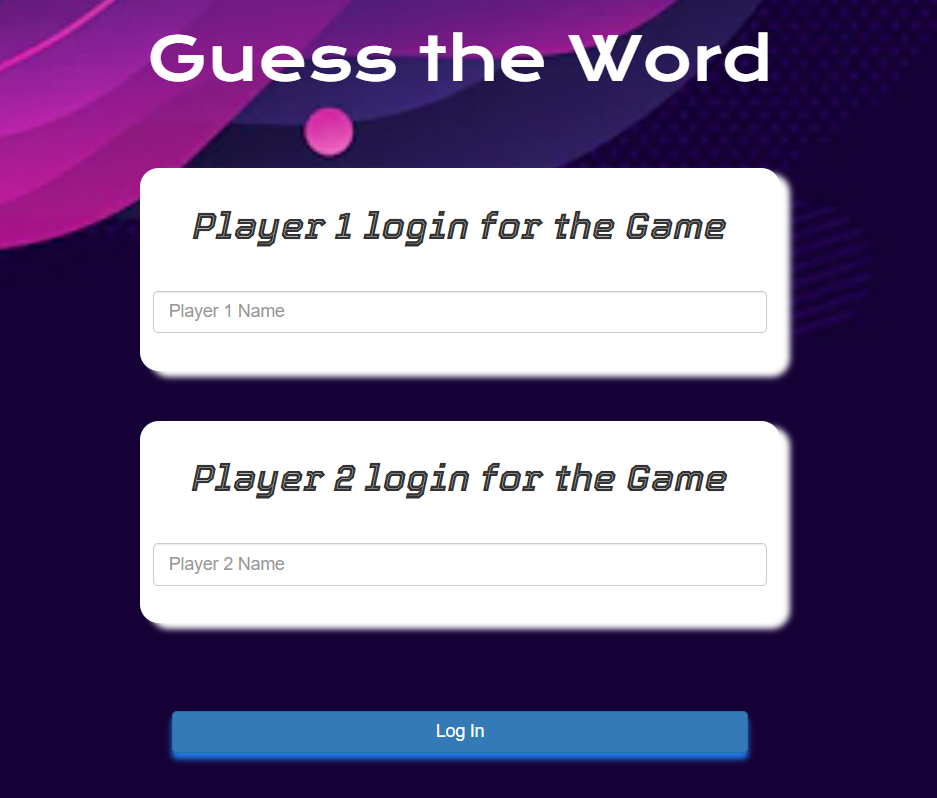 Guess the Word
Player 1 login for the Game
Player 1 Name
Player 2 login for the Game
Player 2 Name
Log In